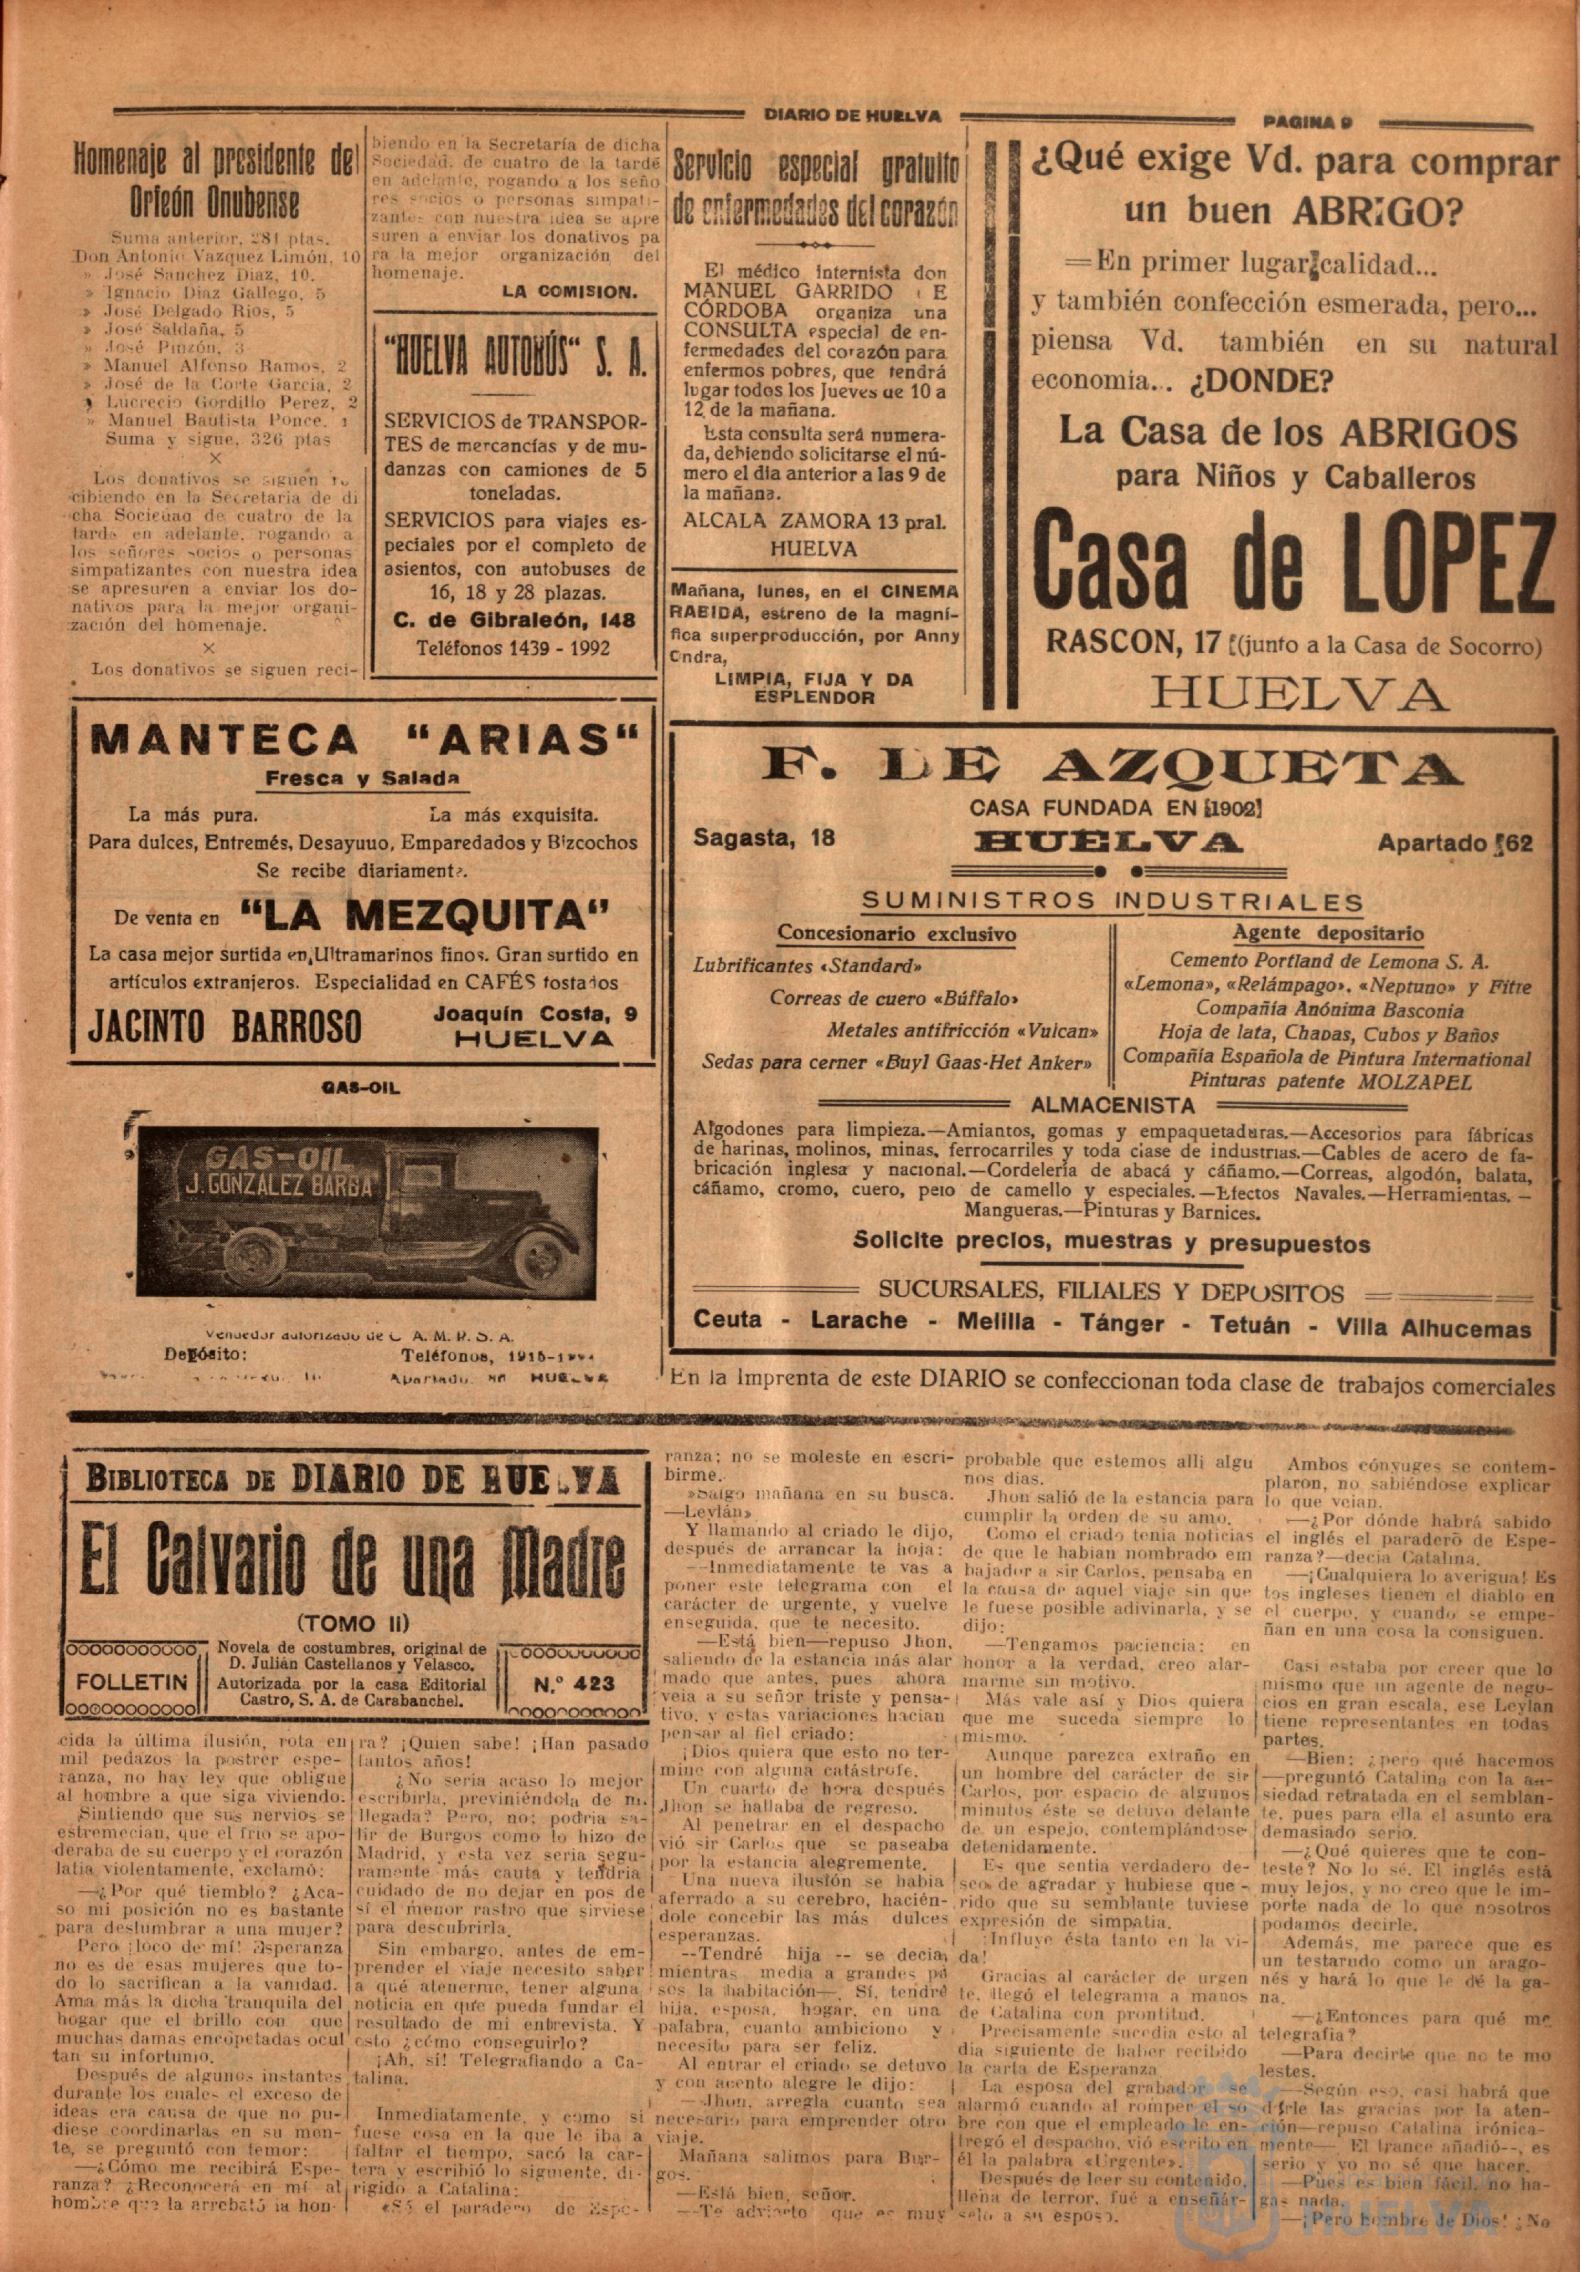 DIARIO DE HUELVA
PAGINA 9
Homenaje al presidente del
Orfeón Onubense
Suma anterior, 281 ptas.
Don Antonio Vazquez Limón, 10
» José Sanchez Diaz, 10.
» Ignacio Diaz Gallego, 5
» José Delgado Rios, 5
» José Saldaña, 5
» José Pinzón, 3
» Manuel Alfonso Ramos, 2
» José de la Corte Garcia, 2
» Lucrecio Gordillo Perez, 2
» Manuel Bautista Ponce. 1
Suma y sigue, 326 ptas
×
Los donativos se siguen re
cibiendo en la Secretaria de di
cha Sociedad de cuatro de la
tarde en adelante, rogando a
los señores socios o personas
simpatizantes con nuestra idea
se apresuren a enviar los do-
nativos para la mejor organi-
zación del homenaje.
×
Los donativos se siguen reci-
biendo en la Secretaría de dicha
Sociedad, de cuatro de la tarde
en adelante, rogando a los seño
res socios o personas simpati-
zantes con nuestra idea se apre
suren a enviar los donativos pa
ra la mejor organización del
homenaje.
LA COMISION.
"HUELVA AUTOBÚS" S. A.
SERVICIOS de TRANSPOR-
TES de mercancías y de mu-
danzas con camiones de 5
toneladas.
SERVICIOS para viajes es-
peciales por el completo de
asientos, con autobuses de
16, 18 y 28 plazas.
C. de Gibraleón, 148
Teléfonos 1439 - 1992
Servicio especial gratuito
de enfermedades del corazón
El médico internista don
MANUEL GARRIDO E
CÓRDOBA organiza una
CONSULTA especial de en-
fermedades del corazón para
enfermos pobres, que tendrá
lugar todos los Jueves de 10 a
12 de la mañana.
Esta consulta será numera-
da, debiendo solicitarse el nú-
mero el dia anterior a las 9 de
la mañana.
ALCALA ZAMORA 13 pral.
HUELVA
Mañana, lunes, en el CINEMA
RABIDA, estreno de la magní-
fica superproducción, por Anny
Ondra,
LIMPIA, FIJA Y DA
ESPLENDOR
¿Qué exige Vd. para comprar
un buen ABRIGO?
=En primer lugar calidad...
y también confección esmerada, pero...
piensa Vd. también en su natural
economia... ¿DONDE?
La Casa de los ABRIGOS
para Niños y Caballeros
Casa de LOPEZ
RASCON, 17 (junto a la Casa de Socorro)
HUELVA
MANTECA "ARIAS"
Fresca y Salada
La más pura. La más exquisita.
Para dulces, Entremés, Desayuuo, Emparedados y Bizcochos
Se recibe diariamente.
De venta en "LA MEZQUITA"
La casa mejor surtida en Ultramarinos finos. Gran surtido en
artículos extranjeros. Especialidad en CAFÉS tostados
JACINTO BARROSO
Joaquín Costa, 9
HUELVA
GAS-OIL
GAS-OIL
J. GONZALEZ BARBA
Vendedor autorizado de C A. M. P. S. A.
Depósito:
Teléfonos, 1915-1
Apartado, 86 HUELVA
F. DE AZQUETA
CASA FUNDADA EN 1902
Sagasta, 18
HUELVA
Apartado 62
SUMINISTROS INDUSTRIALES
Concesionario exclusivo
Lubrificantes «Standard»
Correas de cuero «Búffalo»
Metales antifricción «Vulcan»
Sedas para cerner «Buyl Gaas-Het Anker»
Agente depositario
Cemento Portland de Lemona S. A.
«Lemona», «Relámpago», «Neptuno» y Fitre
Compañía Anónima Basconia
Hoja de lata, Chapas, Cubos y Baños
Compañía Española de Pintura International
Pinturas patente MOLZAPEL
ALMACENISTA
Algodones para limpieza.—Amiantos, gomas y empaquetaduras.—Accesorios para fábricas
de harinas, molinos, minas, ferrocarriles y toda clase de industrias.—Cables de acero de fa-
bricación inglesa y nacional.—Cordelería de abacá y cáñamo.—Correas, algodón, balata,
cáñamo, cromo, cuero, pelo de camello y especiales.—Efectos Navales.—Herramientas.—
Mangueras.—Pinturas y Barnices.
Solicite precios, muestras y presupuestos
SUCURSALES, FILIALES Y DEPOSITOS
Ceuta - Larache - Melilla - Tánger - Tetuán - Villa Alhucemas
En la Imprenta de este DIARIO se confeccionan toda clase de trabajos comerciales
BIBLIOTECA DE DIARIO DE HUELVA
El Calvario de una Madre
(TOMO II)
FOLLETIN
Novela de costumbres, original de
D. Julián Castellanos y Velasco.
Autorizada por la casa Editorial
Castro, S. A. de Carabanchel.
N.º 423
cida la última ilusión, rota en
mil pedazos la postrer espe-
ranza, no hay ley que obligue
al hombre a que siga viviendo.
Sintiendo que sus nervios se
estremecian, que el frio se apo-
deraba de su cuerpo y el corazón
latia violentamente, exclamó:
—¿Por qué tiemblo? ¿Aca-
so mi posición no es bastante
para deslumbrar a una mujer?
Pero ¡loco de mí! Esperanza
no es de esas mujeres que to-
do lo sacrifican a la vanidad.
Ama más la dicha tranquila del
hogar que el brillo con que
muchas damas encopetadas ocul
tan su infortunio.
Después de algunos instantes
durante los cuales el exceso de
ideas era causa de que no pu-
diese coordinarlas en su men-
te, se preguntó con temor:
—¿Cómo me recibirá Espe-
ranza? ¿Reconocerá en mí al
hombre que la arrebató la hon-
ra? ¡Quien sabe! ¡Han pasado
tantos años!
¿No seria acaso lo mejor
escribirla, previniéndola de mi
llegada? Pero, no; podria sa-
lir de Burgos como lo hizo de
Madrid, y esta vez seria segu-
ramente más cauta y tendria
cuidado de no dejar en pos de
sí el menor rastro que sirviese
para descubrirla.
Sin embargo, antes de em-
prender el viaje necesito saber
a qué atenerme, tener alguna
noticia en que pueda fundar el
resultado de mi entrevista. Y
esto ¿cómo conseguirlo?
¡Ah, sí! Telegrafiando a Ca-
talina.
Inmediatamente, y como si
fuese cosa en la que le iba a
faltar el tiempo, sacó la car-
tera y escribió lo siguiente, di-
rigido a Catalina:
«Sé el paradero de Espe-
ranza; no se moleste en escri-
birme.
»Salgo mañana en su busca.
—Leylán»
Y llamando al criado le dijo,
después de arrancar la hoja:
—Inmediatamente te vas a
poner este telegrama con el
carácter de urgente, y vuelve
enseguida, que te necesito.
—Está bien—repuso Jhon,
saliendo de la estancia más alar
mado que antes, pues ahora
veia a su señor triste y pensa-
tivo, y estas variaciones hacian
pensar al fiel criado:
¡Dios quiera que esto no ter-
mine con alguna catástrofe.
Un cuarto de hora después
Jhon se hallaba de regreso.
Al penetrar en el despacho
vió sir Carlos que se paseaba
por la estancia alegremente.
Una nueva ilusión se habia
aferrado a su cerebro, hacién-
dole concebir las más dulces
esperanzas.
--Tendré hija -- se decia,
mientras media a grandes pa
sos la habitación—. Sí, tendré
hija, esposa, hogar, en una
palabra, cuanto ambiciono y
necesito para ser feliz.
Al entrar el criado se detuvo
y con acento alegre le dijo:
—Jhon, arregla cuanto sea
necesario para emprender otro
viaje.
Mañana salimos para Bur-
gos.
—Está bien, señor.
—Te advierto que es muy
probable que estemos alli algu
nos dias.
Jhon salió de la estancia para
cumplir la orden de su amo.
Como el criado tenia noticias
de que le habian nombrado em
bajador a sir Carlos, pensaba en
la causa de aquel viaje sin que
le fuese posible adivinarla, y se
dijo:
—Tengamos paciencia; en
honor a la verdad, creo alar-
marme sin motivo.
Más vale así y Dios quiera
que me suceda siempre lo
mismo.
Aunque parezca extraño en
un hombre del carácter de sir
Carlos, por espacio de algunos
minutos éste se detuvo delante
de un espejo, contemplándose
detenidamente.
Es que sentia verdadero de-
seo de agradar y hubiese que-
rido que su semblante tuviese
expresión de simpatia.
¡Influye ésta tanto en la vi-
da!
Gracias al carácter de urgen
te, llegó el telegrama a manos
de Catalina con prontitud.
Precisamente sucedia esto al
dia siguiente de haber recibido
la carta de Esperanza
La esposa del grabador se
alarmó cuando al romper el so
bre con que el empleado le en-
tregó el despacho, vió escrito en
él la palabra «Urgente».
Después de leer su contenido,
llena de terror, fué a enseñár-
selo a su esposo.
Ambos cónyuges se contem-
plaron, no sabiéndose explicar
lo que veian.
—¿Por dónde habrá sabido
el inglés el paradero de Espe-
ranza?—decia Catalina.
—¡Cualquiera lo averigua! Es
tos ingleses tienen el diablo en
el cuerpo, y cuando se empe-
ñan en una cosa la consiguen.
Casi estaba por creer que lo
mismo que un agente de nego-
cios en gran escala, ese Leylan
tiene representantes en todas
partes.
—Bien; ¿pero qué hacemos
—preguntó Catalina con la an-
siedad retratada en el semblan-
te, pues para ella el asunto era
demasiado serio.
—¿Qué quieres que te con-
teste? No lo sé. El inglés está
muy lejos, y no creo que le im-
porte nada de lo que nosotros
podamos decirle.
Además, me parece que es
un testarudo como un arago-
nés y hará lo que le dé la ga-
na.
—¿Entonces para qué me
telegrafia?
—Para decirte que no te mo
lestes.
—Según eso, casi habrá que
dirle las gracias por la aten-
ción—repuso Catalina irónica-
mente—. El trance añadió--, es
serio y yo no sé que hacer.
—Pues es bien fácil, no ha-
gas nada.
—¡Pero hombre de Dios! ¿No
HUELVA